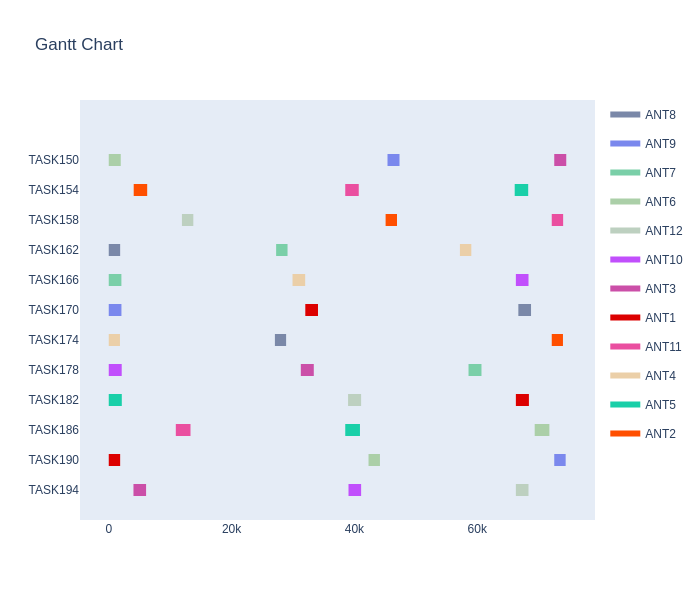 Gantt Chart
TASK150
TASK154
TASK158
TASK162
TASK166
TASK170
TASK174
TASK178
TASK182
TASK186
TASK190
TASK194
0 20k 40k 60k
ANT8
ANT9
ANT7
ANT6
ANT12
ANT10
ANT3
ANT1
ANT11
ANT4
ANT5
ANT2